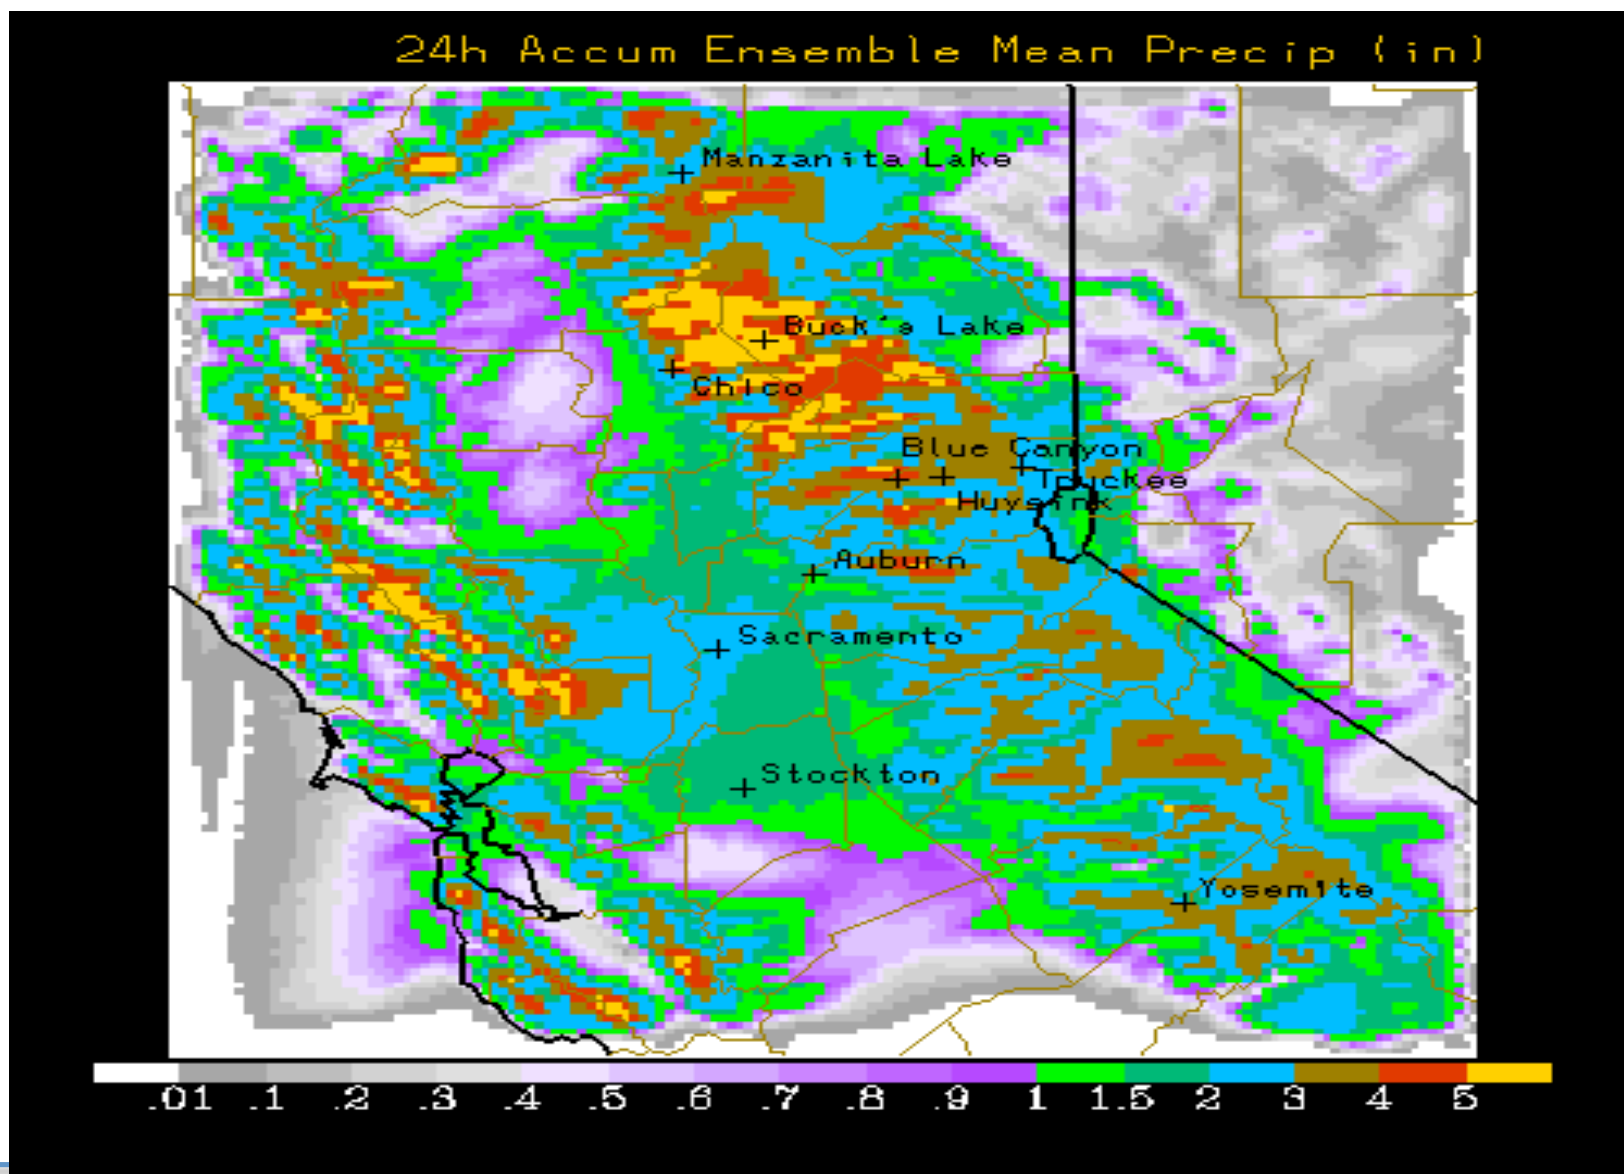 24h Accum Ensemble Mean Precip (in)
Manzanita Lake
Buck's Lake
Chico
Blue Canyon
Truckee
Huysink
Auburn
Sacramento
Stockton
Yosemite
.01 .1 .2 .3 .4 .5 .6 .7 .8 .9 1 1.5 2 3 4 5